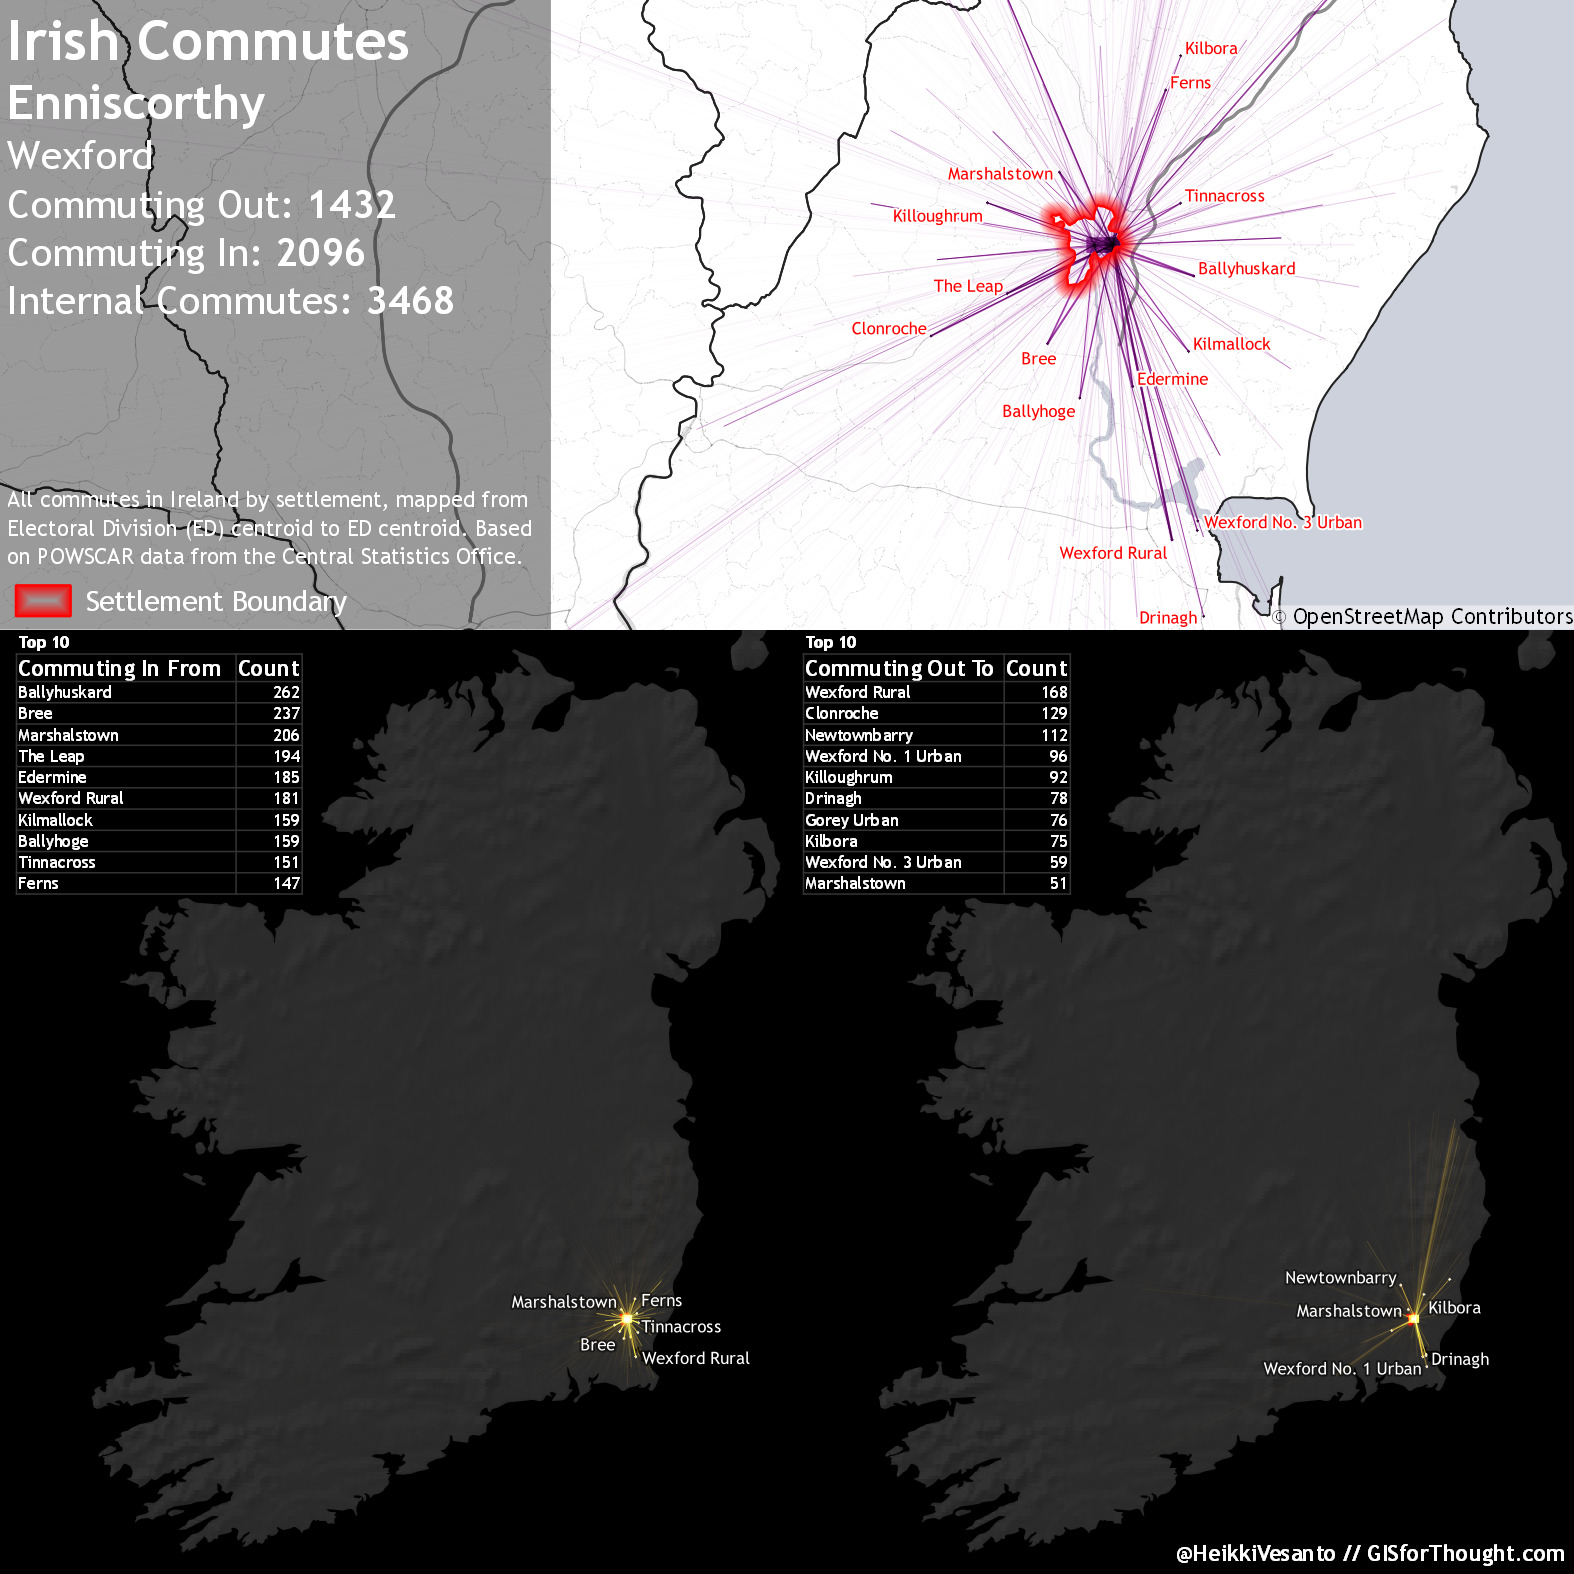 Irish Commutes
Enniscorthy
Wexford
Commuting Out: 1432
Commuting In: 2096
Internal Commutes: 3468
All commutes in Ireland by settlement, mapped from
Electoral Division (ED) centroid to ED centroid. Based
on POWSCAR data from the Central Statistics Office.
Settlement Boundary
Kilbora
Ferns
Marshalstown
Tinnacross
Killoughrum
Ballyhuskard
The Leap
Clonroche
Kilmallock
Bree
Edermine
Ballyhoge
Wexford No. 3 Urban
Wexford Rural
Drinagh
© OpenStreetMap Contributors
Top 10
Commuting In From Count
Ballyhuskard 262
Bree 237
Marshalstown 206
The Leap 194
Edermine 185
Wexford Rural 181
Kilmallock 159
Ballyhoge 159
Tinnacross 151
Ferns 147
Marshalstown
Ferns
Tinnacross
Bree
Wexford Rural
Top 10
Commuting Out To Count
Wexford Rural 168
Clonroche 129
Newtownbarry 112
Wexford No. 1 Urban 96
Killoughrum 92
Drinagh 78
Gorey Urban 76
Kilbora 75
Wexford No. 3 Urban 59
Marshalstown 51
Newtownbarry
Marshalstown
Kilbora
Drinagh
Wexford No. 1 Urban
@HeikkiVesanto // GISforThought.com